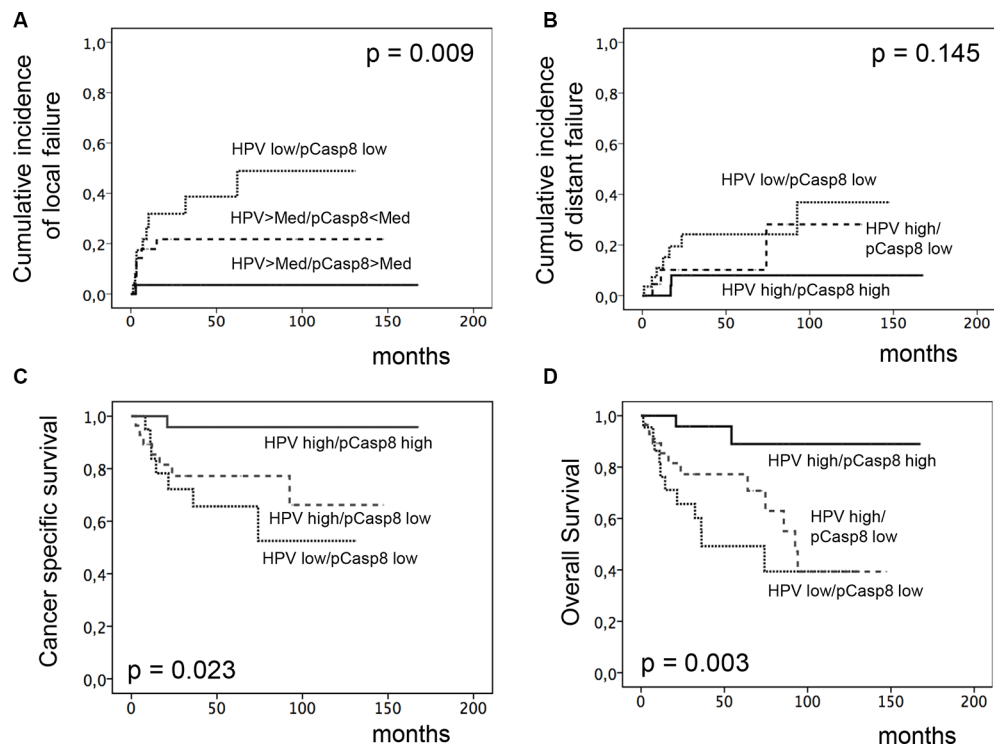 A
Cumulative incidence
of local failure
1,0
0,8
0,6
0,4
0,2
0,0
p = 0.009
HPV low/pCasp8 low
HPV>Med/pCasp8<Med
HPV>Med/pCasp8>Med
0
50
100
150
200
months
B
Cumulative incidence
of distant failure
1,0
0,8
0,6
0,4
0,2
0,0
p = 0.145
HPV low/pCasp8 low
HPV high/
pCasp8 low
HPV high/pCasp8 high
0
50
100
150
200
months
C
Cancer specific survival
1,0
0,8
0,6
0,4
0,2
0,0
HPV high/pCasp8 high
HPV high/pCasp8 low
HPV low/pCasp8 low
p = 0.023
0
50
100
150
200
months
D
Overall Survival
1,0
0,8
0,6
0,4
0,2
0,0
HPV high/pCasp8 high
HPV high/
pCasp8 low
HPV low/pCasp8 low
p = 0.003
0
50
100
150
200
months